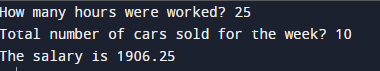 How many hours were worked? 25
Total number of cars sold for the week? 10
The salary is 1906.25